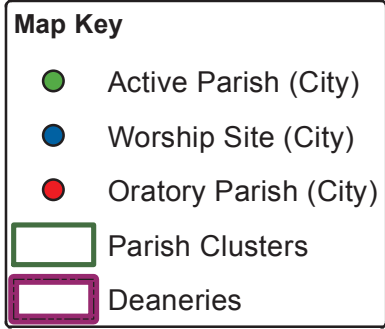 Map Key
Active Parish (City)
Worship Site (City)
Oratory Parish (City)
Parish Clusters
Deaneries